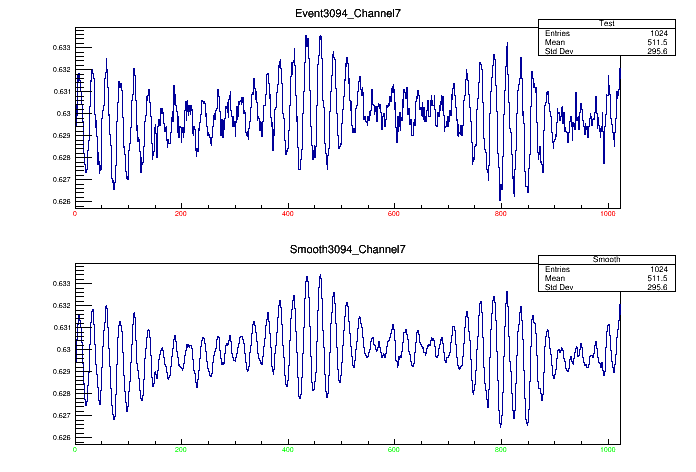 Event3094_Channel7
Test
Entries 1024
Mean 511.5
Std Dev 295.6
0.633
0.632
0.631
0.63
0.629
0.628
0.627
0.626
0 200 400 600 800 1000
Smooth3094_Channel7
Smooth
Entries 1024
Mean 511.5
Std Dev 295.6
0.633
0.632
0.631
0.63
0.629
0.628
0.627
0.626
0 200 400 600 800 1000